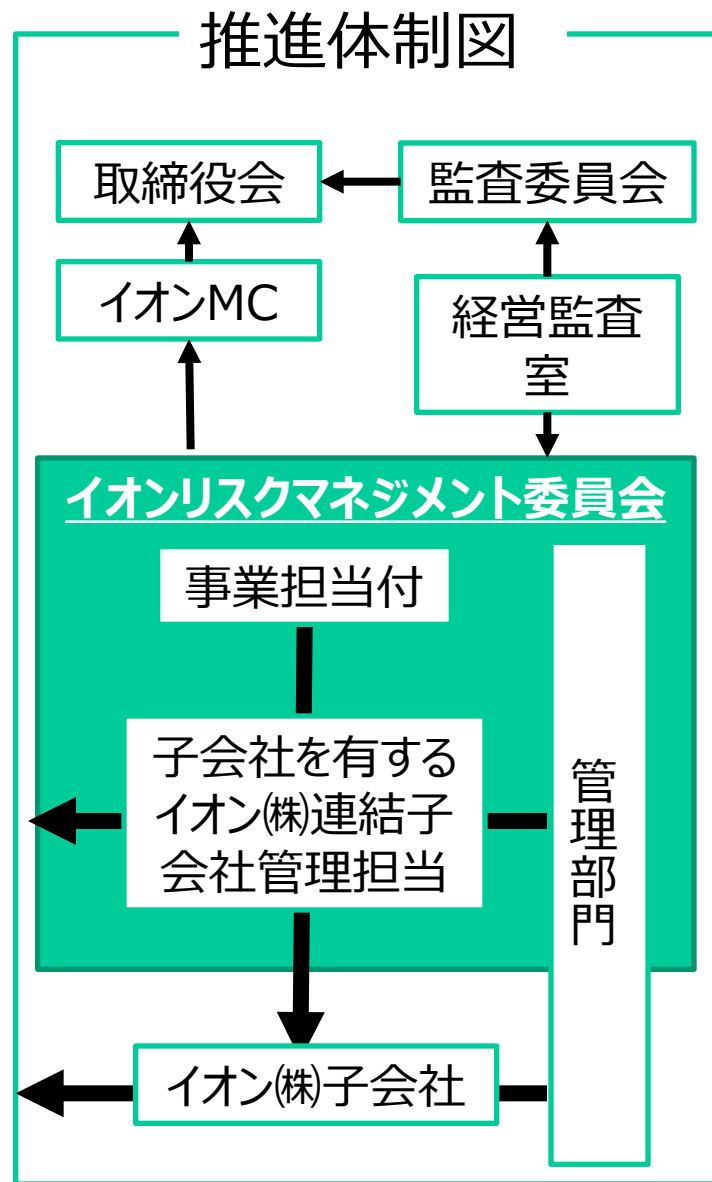 推進体制図
取締役会
監査委員会
イオンMC
経営監査
室
イオンリスクマネジメント委員会
事業担当付
子会社を有する
イオン㈱連結子
会社管理担当
管理部門
イオン㈱子会社